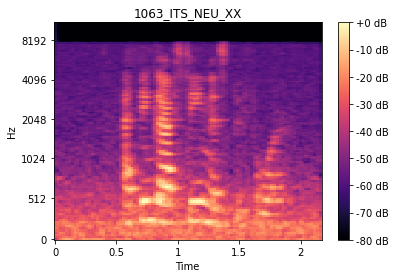 1063_ITS_NEU_XX
+0 dB
8192
-10 dB
4096
-20 dB
-30 dB
2048
-40 dB
Hz
1024
-50 dB
512
-60 dB
-70 dB
0
-80 dB
0 0.5 1 1.5 2
Time